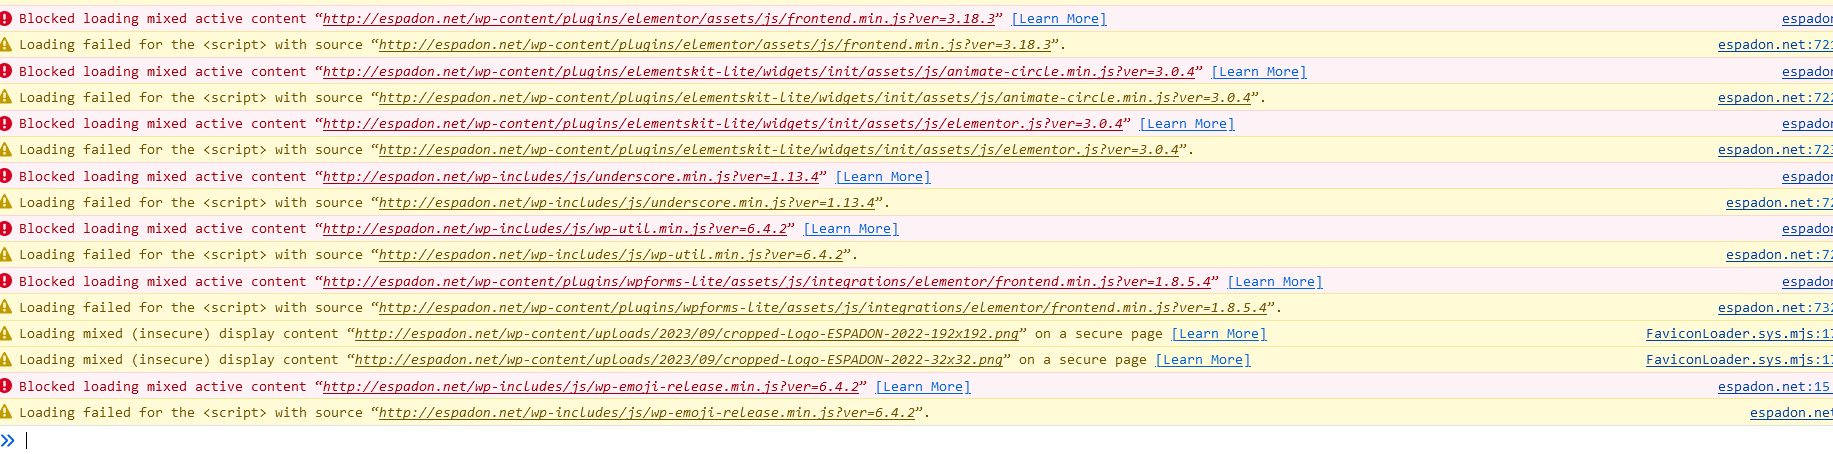 Blocked loading mixed active content “http://espadon.net/wp-content/plugins/elementor/assets/js/frontend.min.js?ver=3.18.3” [Learn More] espadon
Loading failed for the <script> with source “http://espadon.net/wp-content/plugins/elementor/assets/js/frontend.min.js?ver=3.18.3”. espadon.net:721
Blocked loading mixed active content “http://espadon.net/wp-content/plugins/elementskit-lite/widgets/init/assets/js/animate-circle.min.js?ver=3.0.4” [Learn More] espadon
Loading failed for the <script> with source “http://espadon.net/wp-content/plugins/elementskit-lite/widgets/init/assets/js/animate-circle.min.js?ver=3.0.4”. espadon.net:722
Blocked loading mixed active content “http://espadon.net/wp-content/plugins/elementskit-lite/widgets/init/assets/js/elementor.js?ver=3.0.4” [Learn More] espadon
Loading failed for the <script> with source “http://espadon.net/wp-content/plugins/elementskit-lite/widgets/init/assets/js/elementor.js?ver=3.0.4”. espadon.net:723
Blocked loading mixed active content “http://espadon.net/wp-includes/js/underscore.min.js?ver=1.13.4” [Learn More] espadon
Loading failed for the <script> with source “http://espadon.net/wp-includes/js/underscore.min.js?ver=1.13.4”. espadon.net:72
Blocked loading mixed active content “http://espadon.net/wp-includes/js/wp-util.min.js?ver=6.4.2” [Learn More] espadon
Loading failed for the <script> with source “http://espadon.net/wp-includes/js/wp-util.min.js?ver=6.4.2”. espadon.net:72
Blocked loading mixed active content “http://espadon.net/wp-content/plugins/wpforms-lite/assets/js/integrations/elementor/frontend.min.js?ver=1.8.5.4” [Learn More] espadon
Loading failed for the <script> with source “http://espadon.net/wp-content/plugins/wpforms-lite/assets/js/integrations/elementor/frontend.min.js?ver=1.8.5.4”. espadon.net:732
Loading mixed (insecure) display content “http://espadon.net/wp-content/uploads/2023/09/cropped-Logo-ESPADON-2022-192x192.png” on a secure page [Learn More] FaviconLoader.sys.mjs:17
Loading mixed (insecure) display content “http://espadon.net/wp-content/uploads/2023/09/cropped-Logo-ESPADON-2022-32x32.png” on a secure page [Learn More] FaviconLoader.sys.mjs:17
Blocked loading mixed active content “http://espadon.net/wp-includes/js/wp-emoji-release.min.js?ver=6.4.2” [Learn More] espadon.net:15
Loading failed for the <script> with source “http://espadon.net/wp-includes/js/wp-emoji-release.min.js?ver=6.4.2”. espadon.net